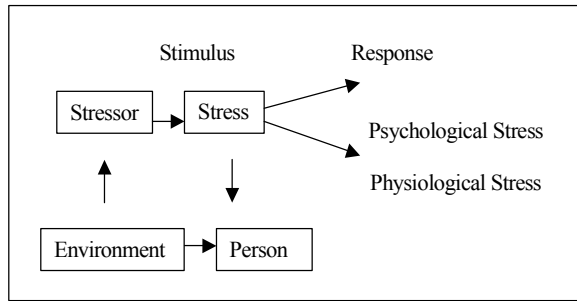 Stimulus Response
Stressor Stress
Psychological Stress
Physiological Stress
Environment Person